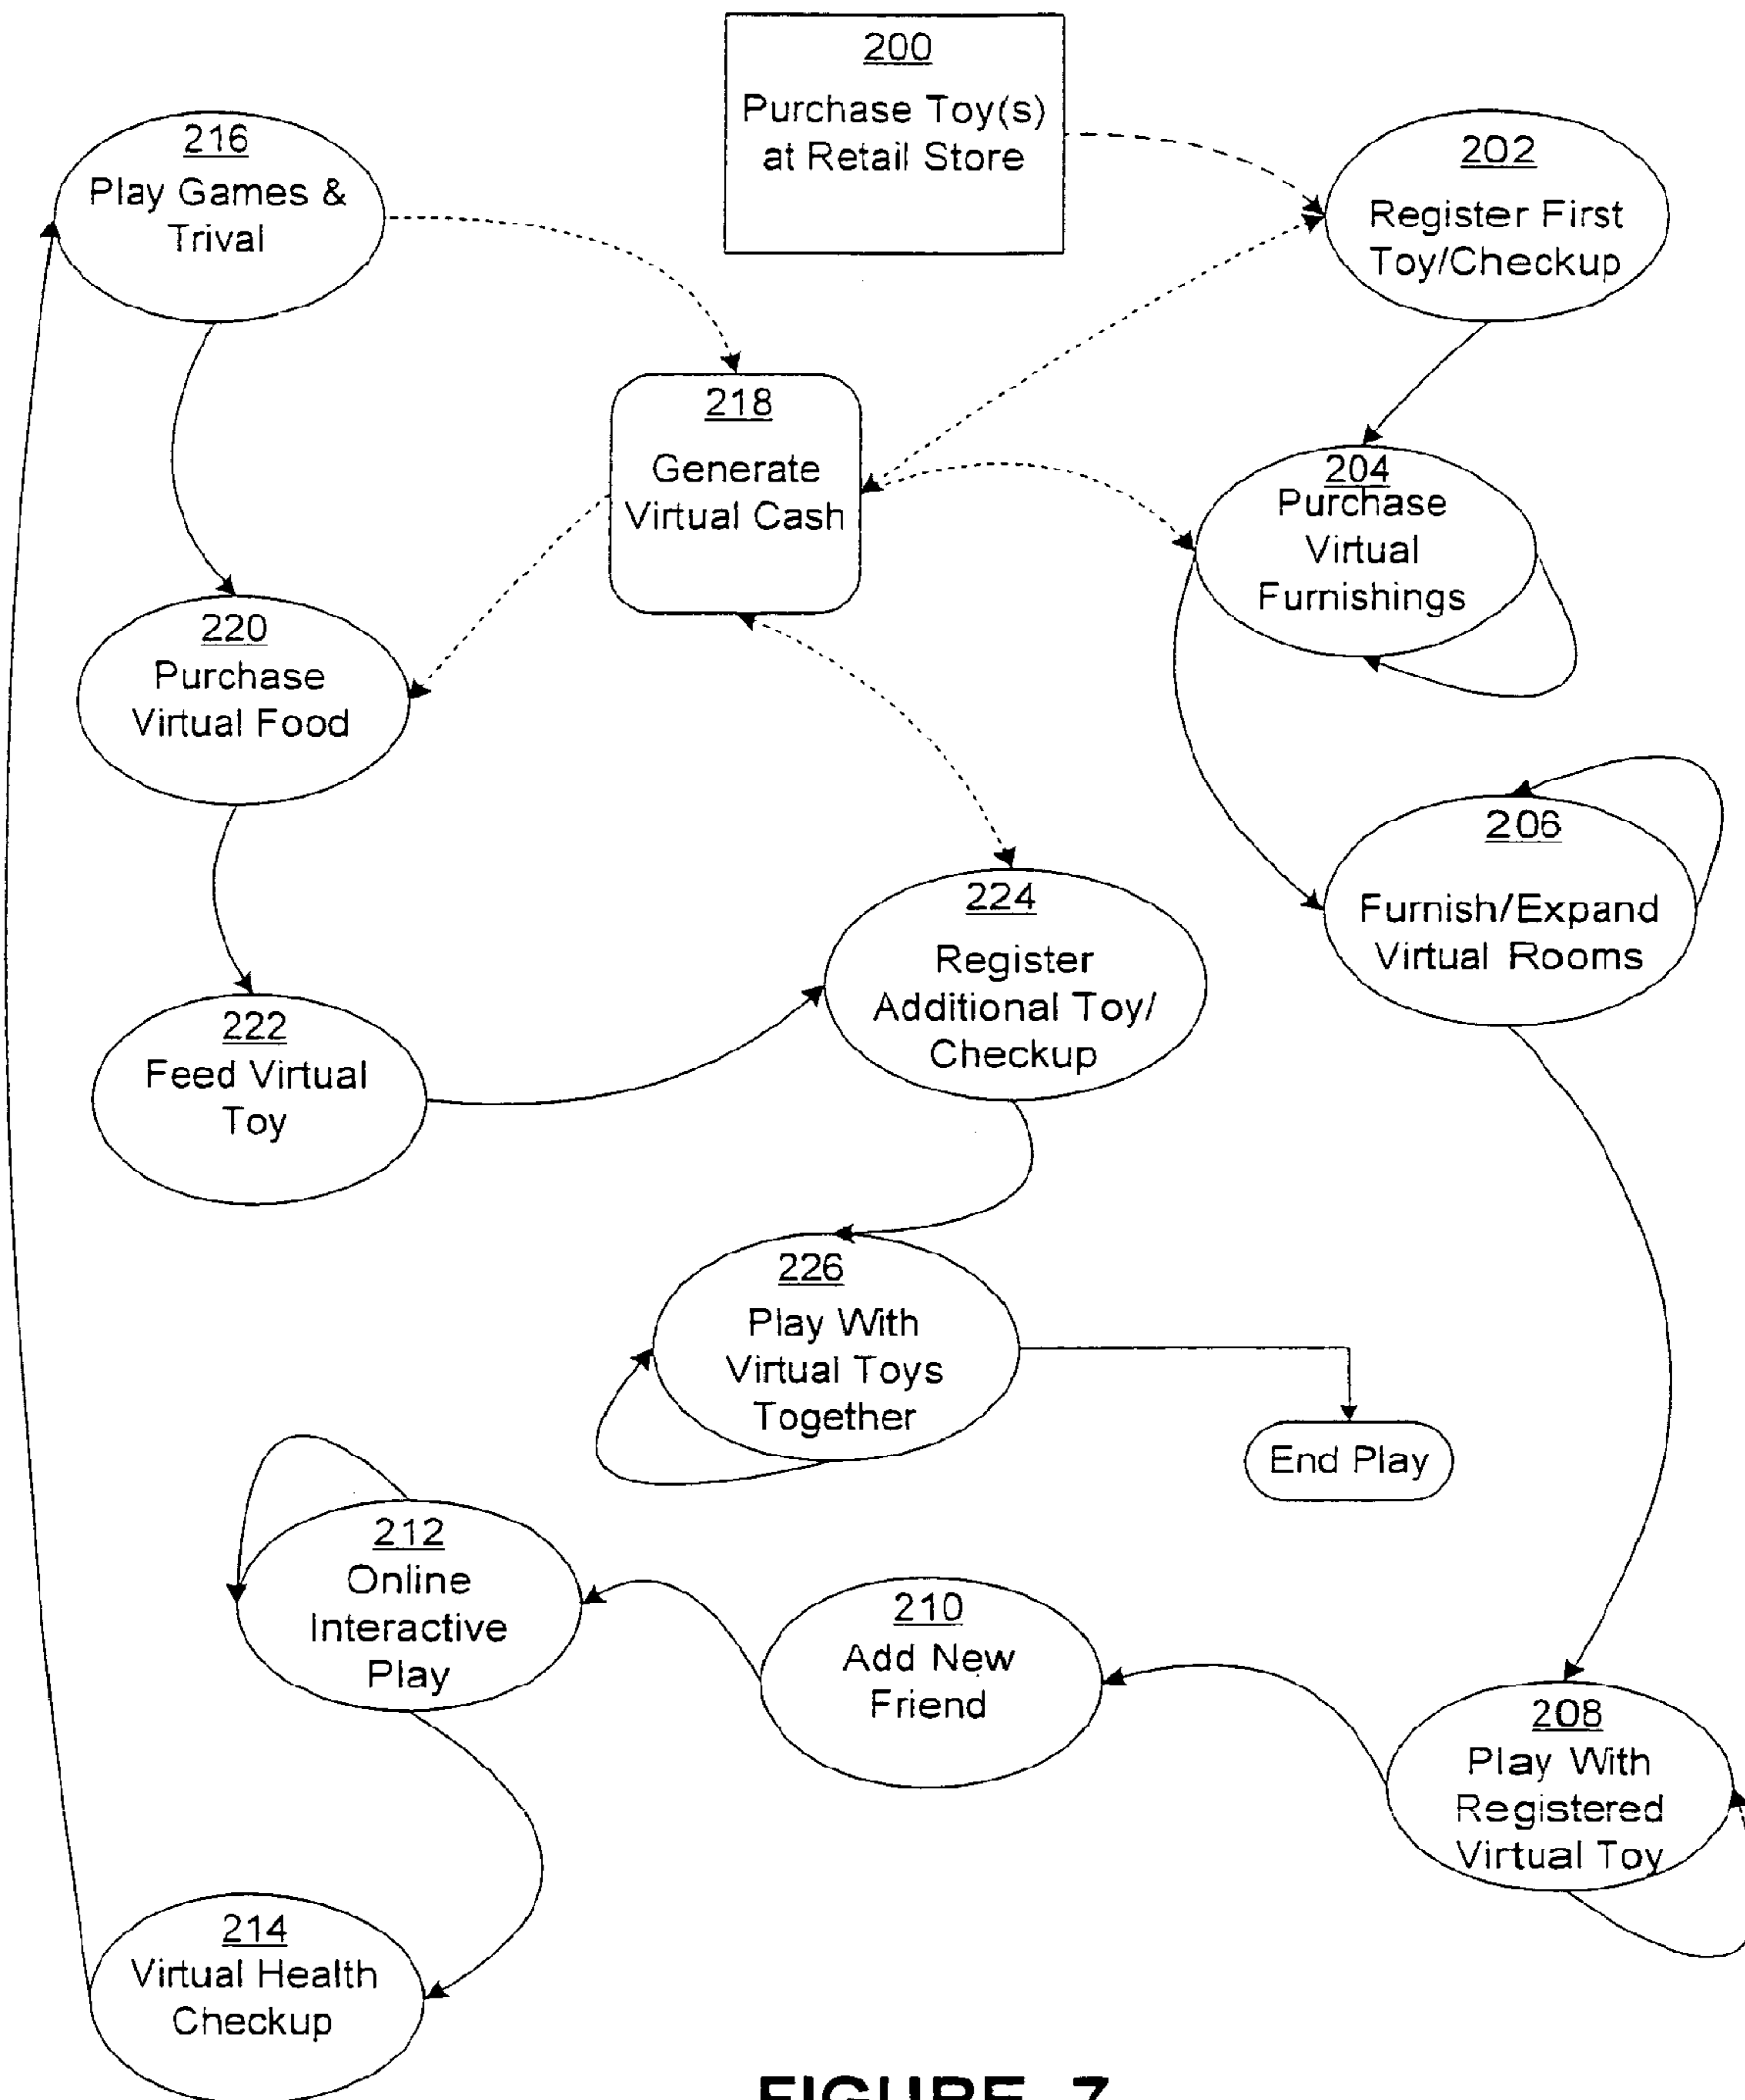 200
Purchase Toy(s)
at Retail Store
216
Play Games &
Trival
202
Register First
Toy/Checkup
218
Generate
Virtual Cash
204
Purchase
Virtual
Furnishings
220
Purchase
Virtual Food
206
Furnish/Expand
Virtual Rooms
224
Register
Additional Toy/
Checkup
222
Feed Virtual
Toy
226
Play With
Virtual Toys
Together
End Play
212
Online
Interactive
Play
210
Add New
Friend
208
Play With
Registered
Virtual Toy
214
Virtual Health
Checkup
FIGURE 7